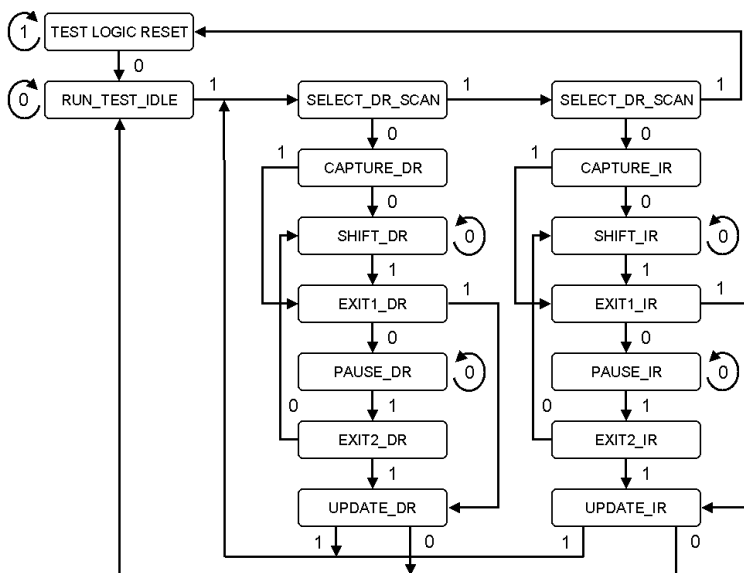 1 TEST LOGIC RESET
0
0 RUN_TEST_IDLE 1 SELECT_DR_SCAN 1 SELECT_DR_SCAN 1
0 0
1 CAPTURE_DR 1 CAPTURE_IR
0 0
SHIFT_DR 0 SHIFT_IR 0
1 1
EXIT1_DR 1 EXIT1_IR 1
0 0
PAUSE_DR 0 PAUSE_IR 0
0 1 0 1
EXIT2_DR EXIT2_IR
1 1
UPDATE_DR UPDATE_IR
1 0 1 0